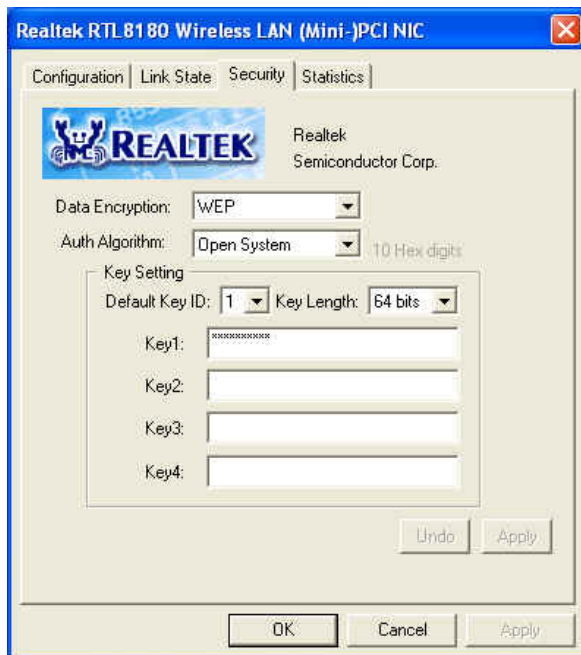 Realtek RTL8180 Wireless LAN (Mini-)PCI NIC
Configuration Link State Security Statistics
REALTEK
Realtek
Semiconductor Corp.
Data Encryption: WEP
Auth Algorithm: Open System 10 Hex digits
Key Setting
Default Key ID: 1 Key Length: 64 bits
Key1: **********
Key2:
Key3:
Key4:
Undo Apply
OK Cancel Apply